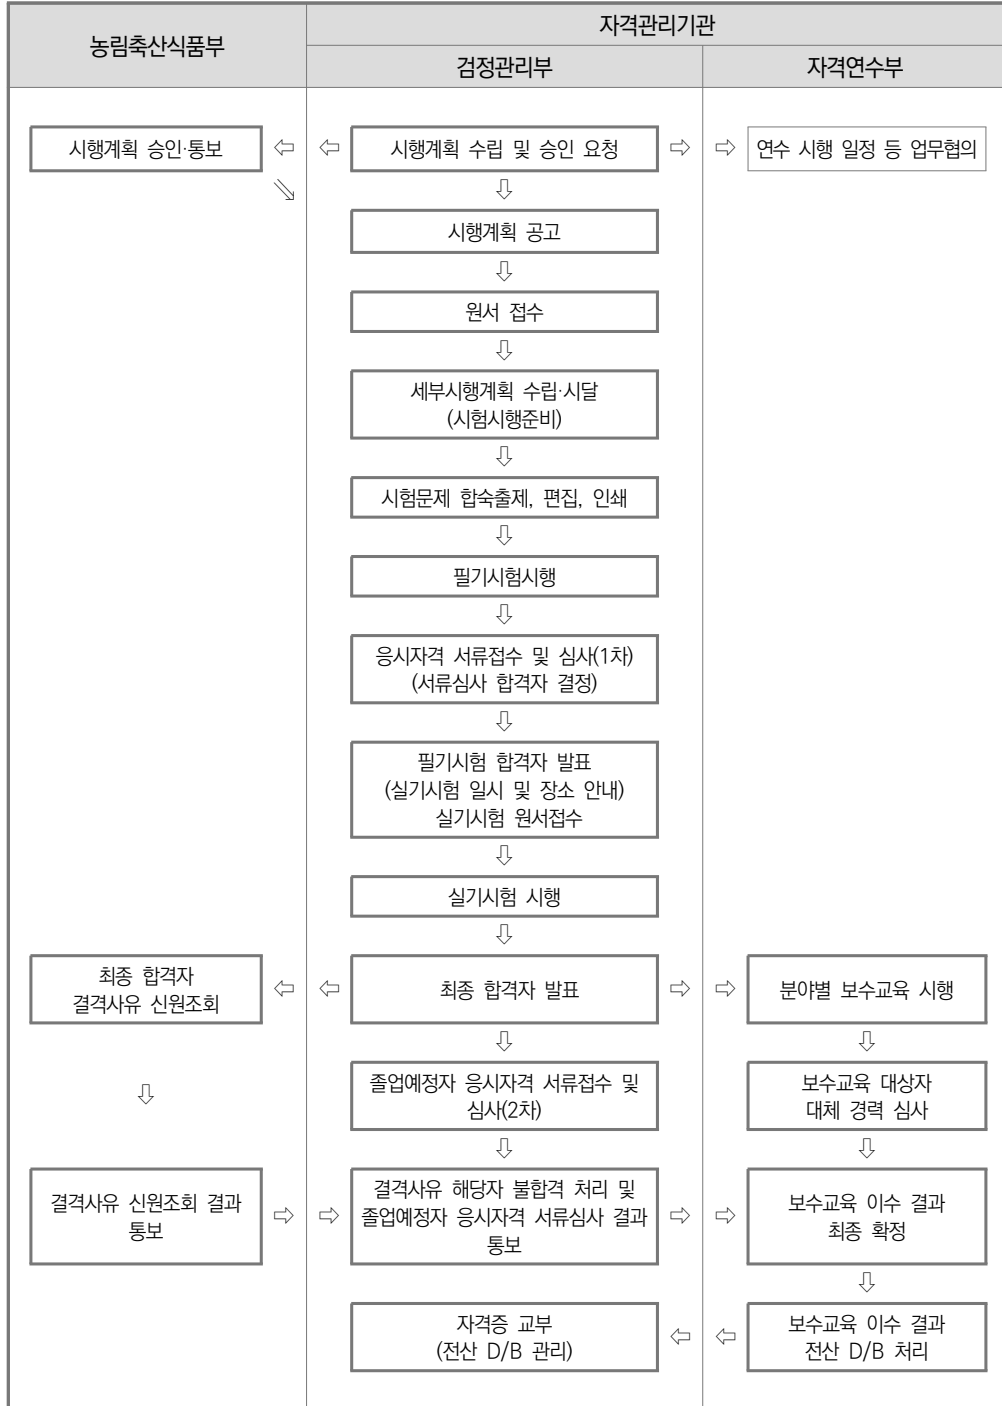 농림축산식품부
자격관리기관
검정관리부
자격연수부
시행계획 승인·통보
⇦
⇦
시행계획 수립 및 승인 요청
⇨
⇨
연수 시행 일정 등 업무협의
시행계획 공고
원서 접수
세부시행계획 수립·시달
(시험시행준비)
시험문제 합숙출제, 편집, 인쇄
필기시험시행
응시자격 서류접수 및 심사(1차)
(서류심사 합격자 결정)
필기시험 합격자 발표
(실기시험 일시 및 장소 안내)
실기시험 원서접수
실기시험 시행
최종 합격자
결격사유 신원조회
최종 합격자 발표
분야별 보수교육 시행
졸업예정자 응시자격 서류접수 및
심사(2차)
보수교육 대상자
대체 경력 심사
결격사유 신원조회 결과
통보
결격사유 해당자 불합격 처리 및
졸업예정자 응시자격 서류심사 결과
통보
보수교육 이수 결과
최종 확정
자격증 교부
(전산 D/B 관리)
보수교육 이수 결과
전산 D/B 처리